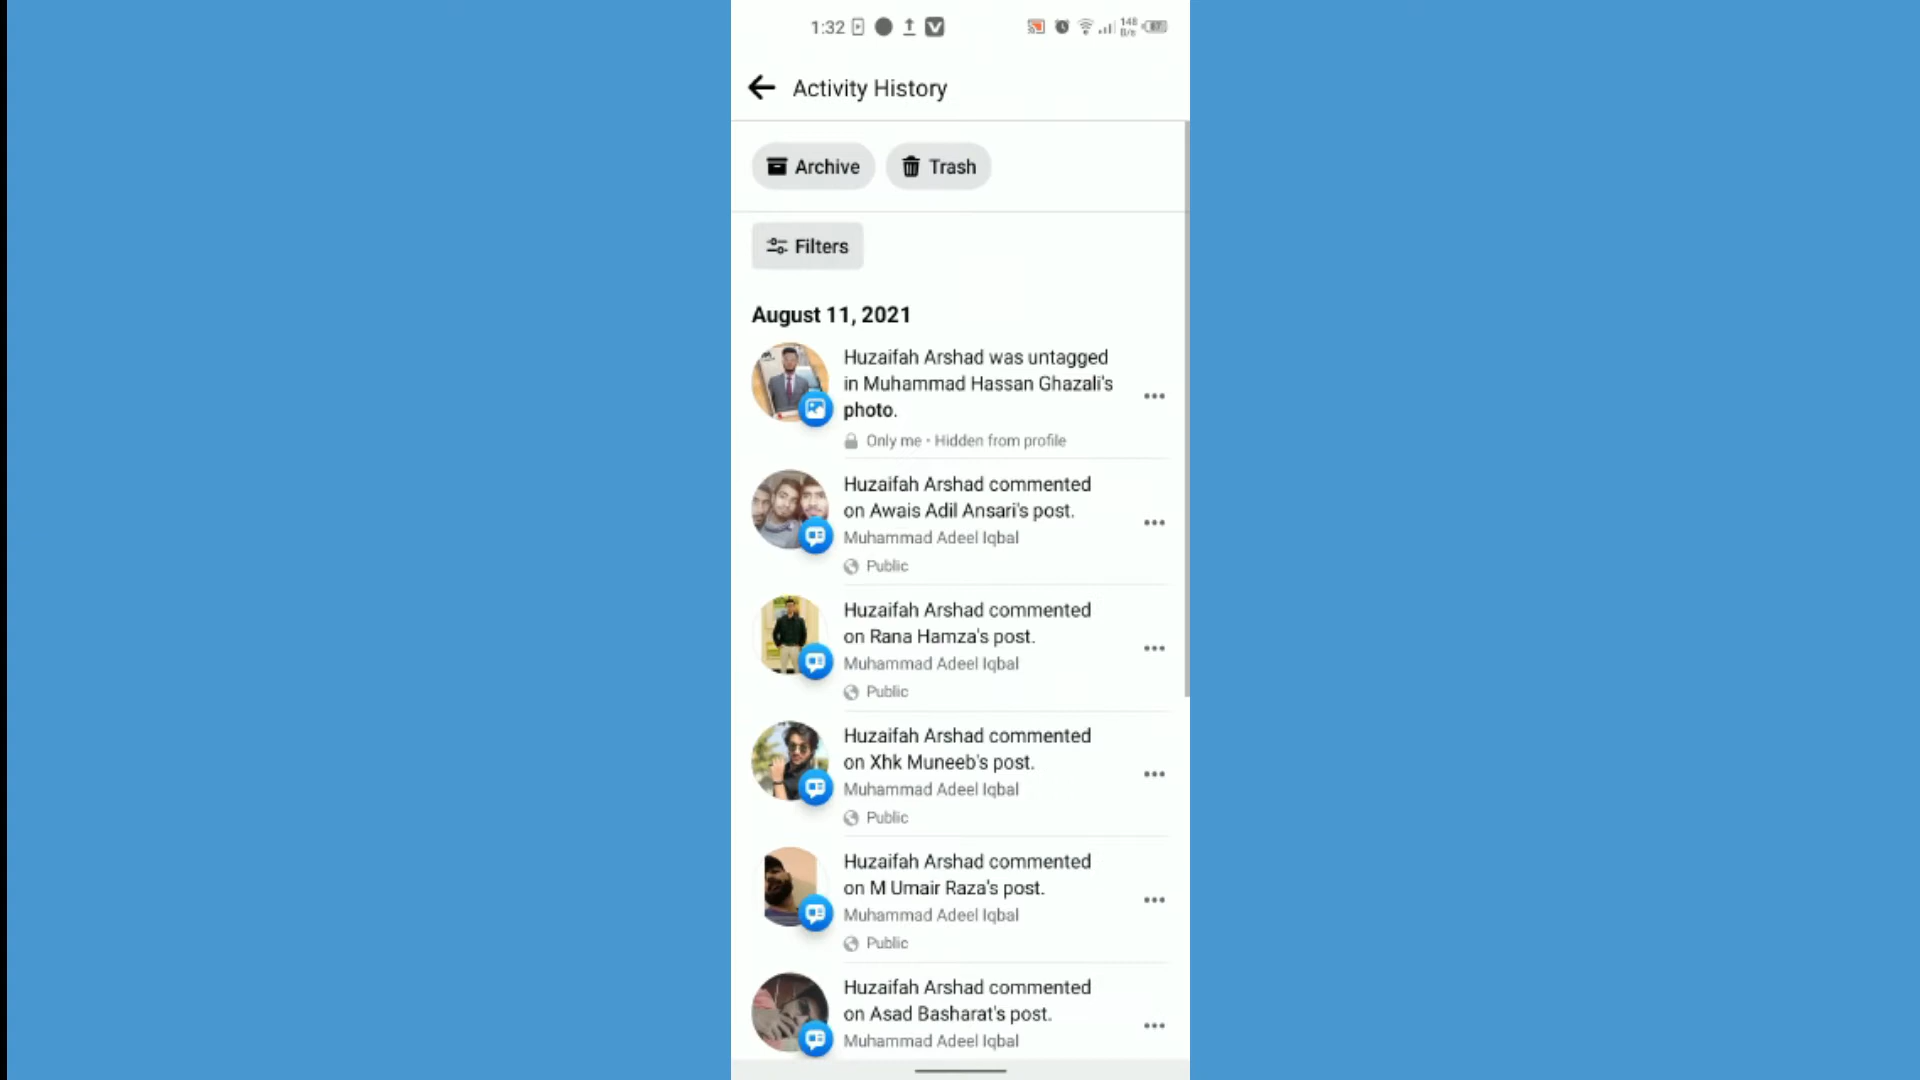 1:32
148
B/s
Activity History
Archive
Trash
Filters
August 11, 2021
Huzaifah Arshad was untagged
in Muhammad Hassan Ghazali's
photo.
Only me • Hidden from profile
Huzaifah Arshad commented
on Awais Adil Ansari's post.
Muhammad Adeel Iqbal
Public
Huzaifah Arshad commented
on Rana Hamza's post.
Muhammad Adeel Iqbal
Public
Huzaifah Arshad commented
on Xhk Muneeb's post.
Muhammad Adeel Iqbal
Public
Huzaifah Arshad commented
on M Umair Raza's post.
Muhammad Adeel Iqbal
Public
Huzaifah Arshad commented
on Asad Basharat's post.
Muhammad Adeel Iqbal